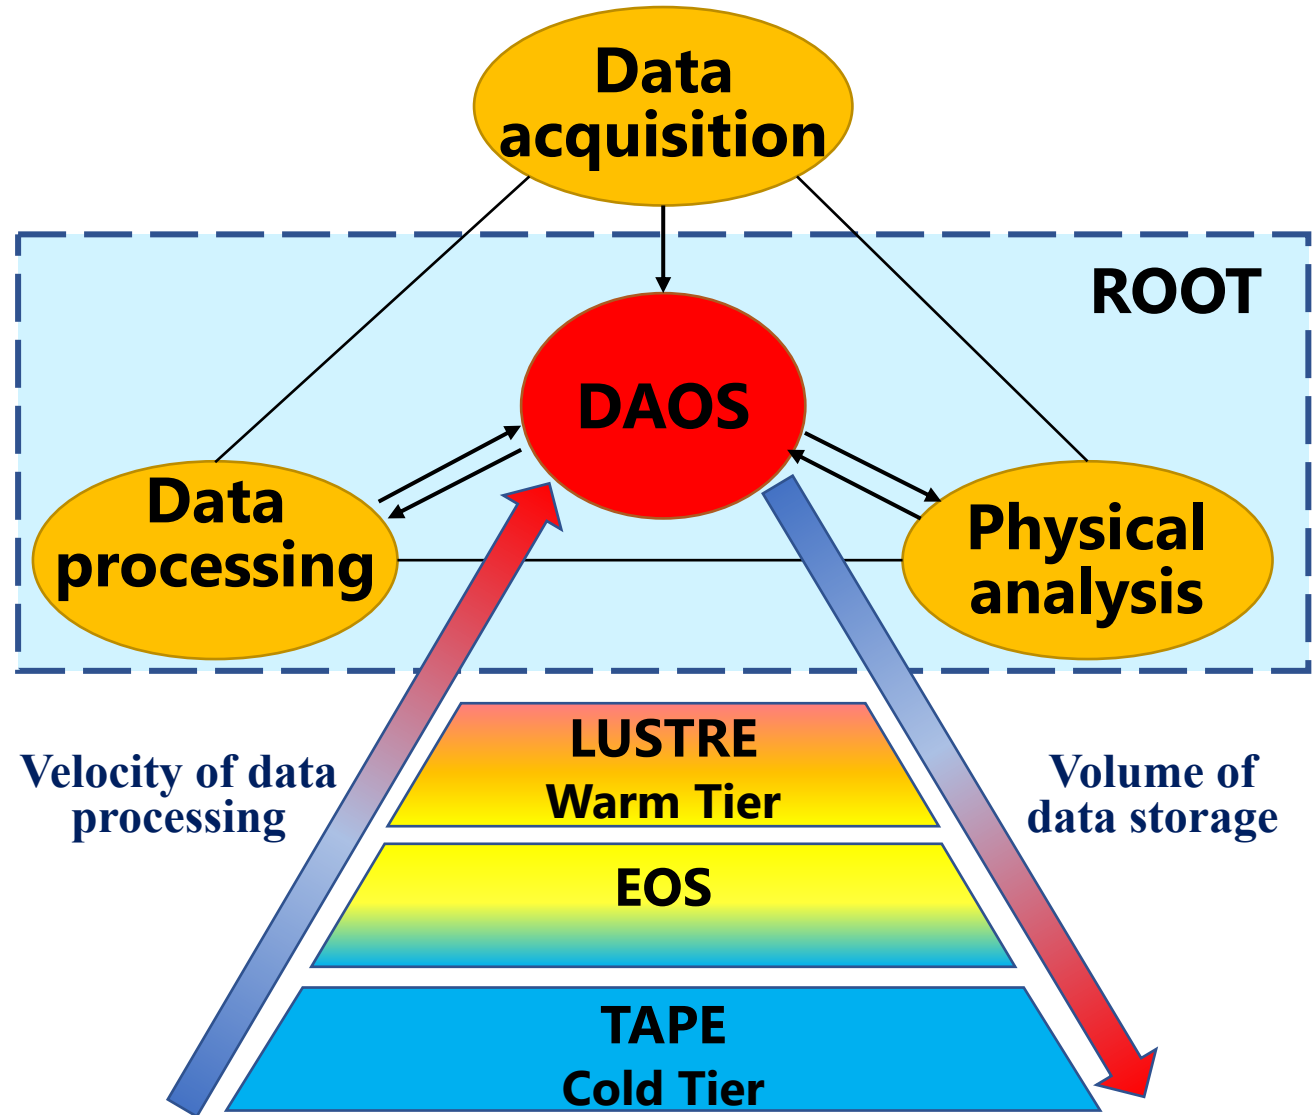 Data
acquisition
ROOT
DAOS
Data
processing
Physical
analysis
Velocity of data
processing
LUSTRE
Warm Tier
Volume of
data storage
EOS
TAPE
Cold Tier